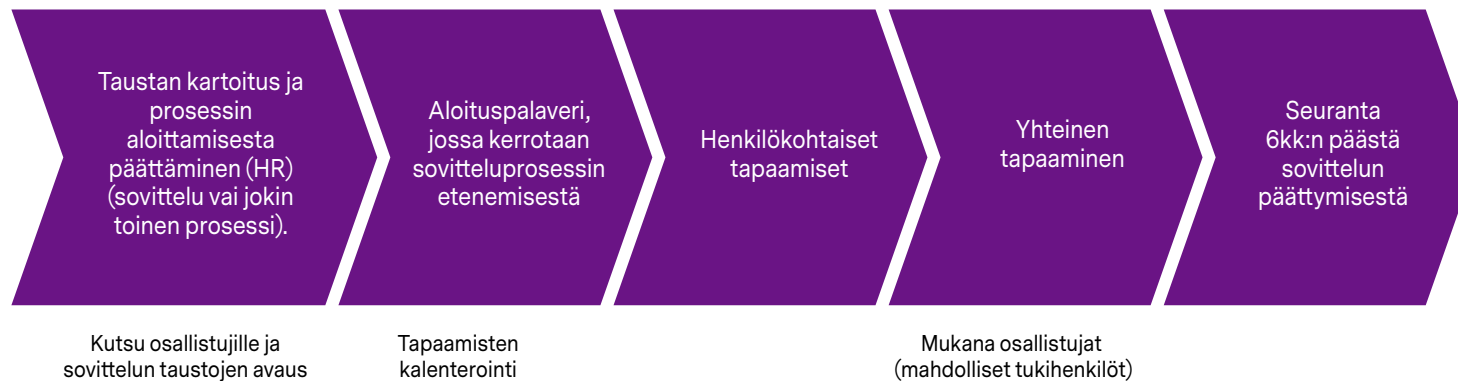 Taustan kartoitus ja
prosessin
aloittamisesta
päättäminen (HR)
(sovittelu vai jokin
toinen prosessi).
Aloituspalaveri,
jossa kerrotaan
sovitteluprosessin
etenemisestä
Henkilökohtaiset
tapaamiset
Yhteinen
tapaaminen
Seuranta
6kk:n päästä
sovittelun
päättymisestä
Kutsu osallistujille ja
sovittelun taustojen avaus
Tapaamisten
kalenterointi
Mukana osallistujat
(mahdolliset tukihenkilöt)